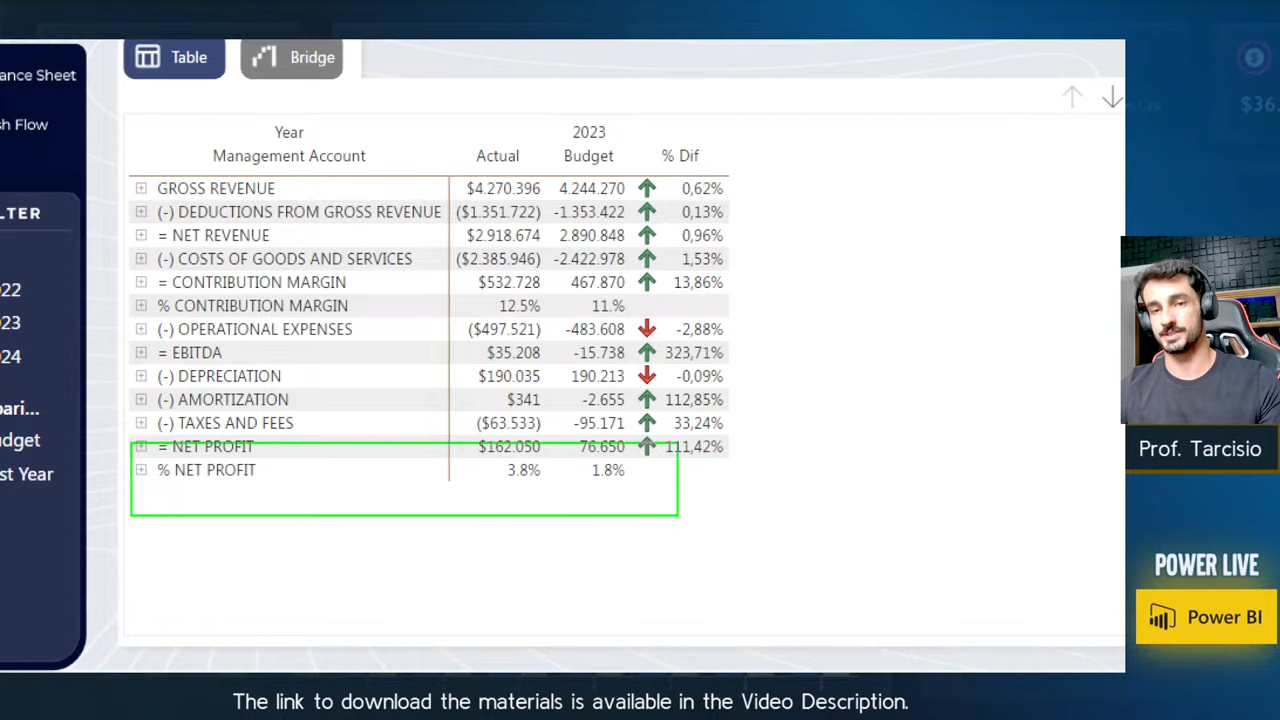 ance Sheet
sh Flow
LTER
022
023
024
pari...
udget
st Year
Table
Bridge
$36.
Year 2023
Management Account Actual Budget % Dif
GROSS REVENUE $4.270.396 4.244.270 0,62%
(-) DEDUCTIONS FROM GROSS REVENUE ($1.351.722) -1.353.422 0,13%
= NET REVENUE $2.918.674 2.890.848 0,96%
(-) COSTS OF GOODS AND SERVICES ($2.385.946) -2.422.978 1,53%
= CONTRIBUTION MARGIN $532.728 467.870 13,86%
% CONTRIBUTION MARGIN 12.5% 11.%
(-) OPERATIONAL EXPENSES ($497.521) -483.608 -2,88%
= EBITDA $35.208 -15.738 323,71%
(-) DEPRECIATION $190.035 190.213 -0,09%
(-) AMORTIZATION $341 -2.655 112,85%
(-) TAXES AND FEES ($63.533) -95.171 33,24%
= NET PROFIT $162.050 76.650 111,42%
% NET PROFIT 3.8% 1.8%
Prof. Tarcisio
POWER LIVE
Power BI
The link to download the materials is available in the Video Description.